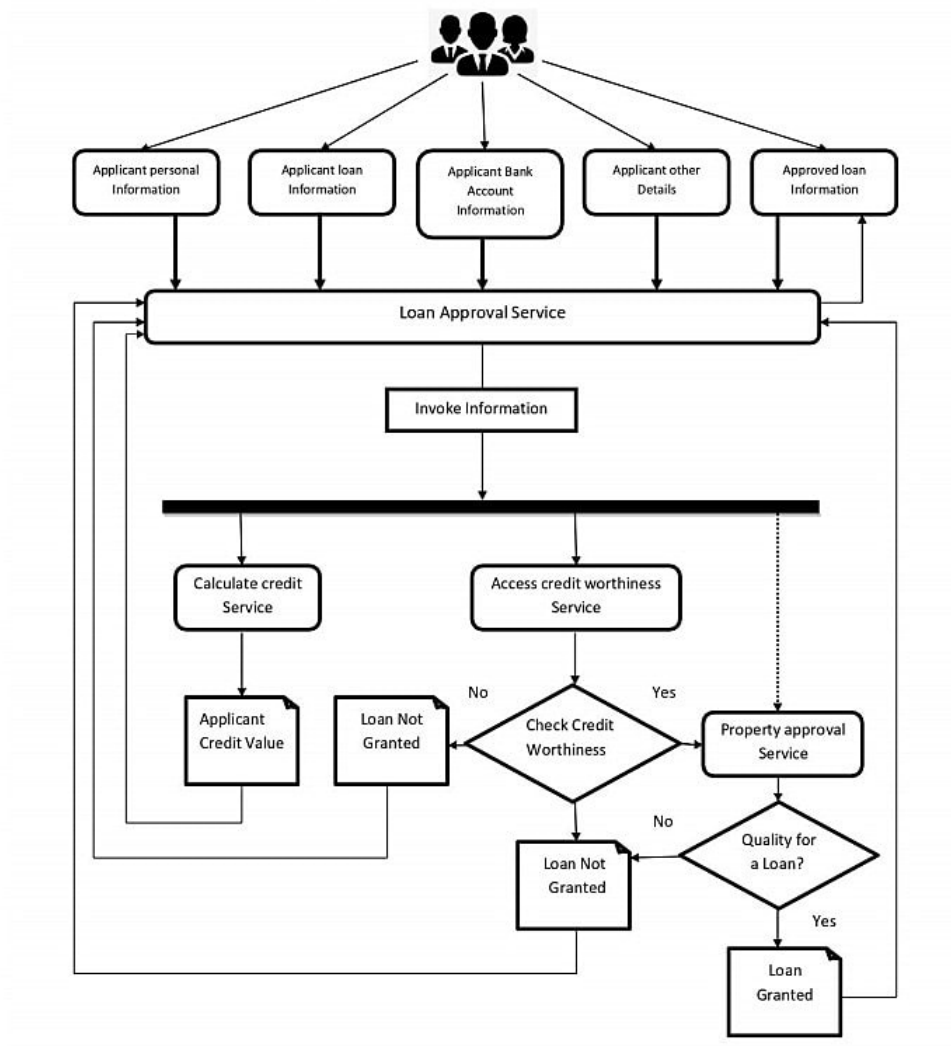 Applicant personal
Information
Applicant loan
Information
Applicant Bank
Account
Information
Applicant other
Details
Approved loan
Information
Loan Approval Service
Invoke Information
Calculate credit
Service
Access credit worthiness
Service
No
Yes
Applicant
Credit Value
Loan Not
Granted
Check Credit
Worthiness
Property approval
Service
No
Quality for
a Loan?
Loan Not
Granted
Yes
Loan
Granted